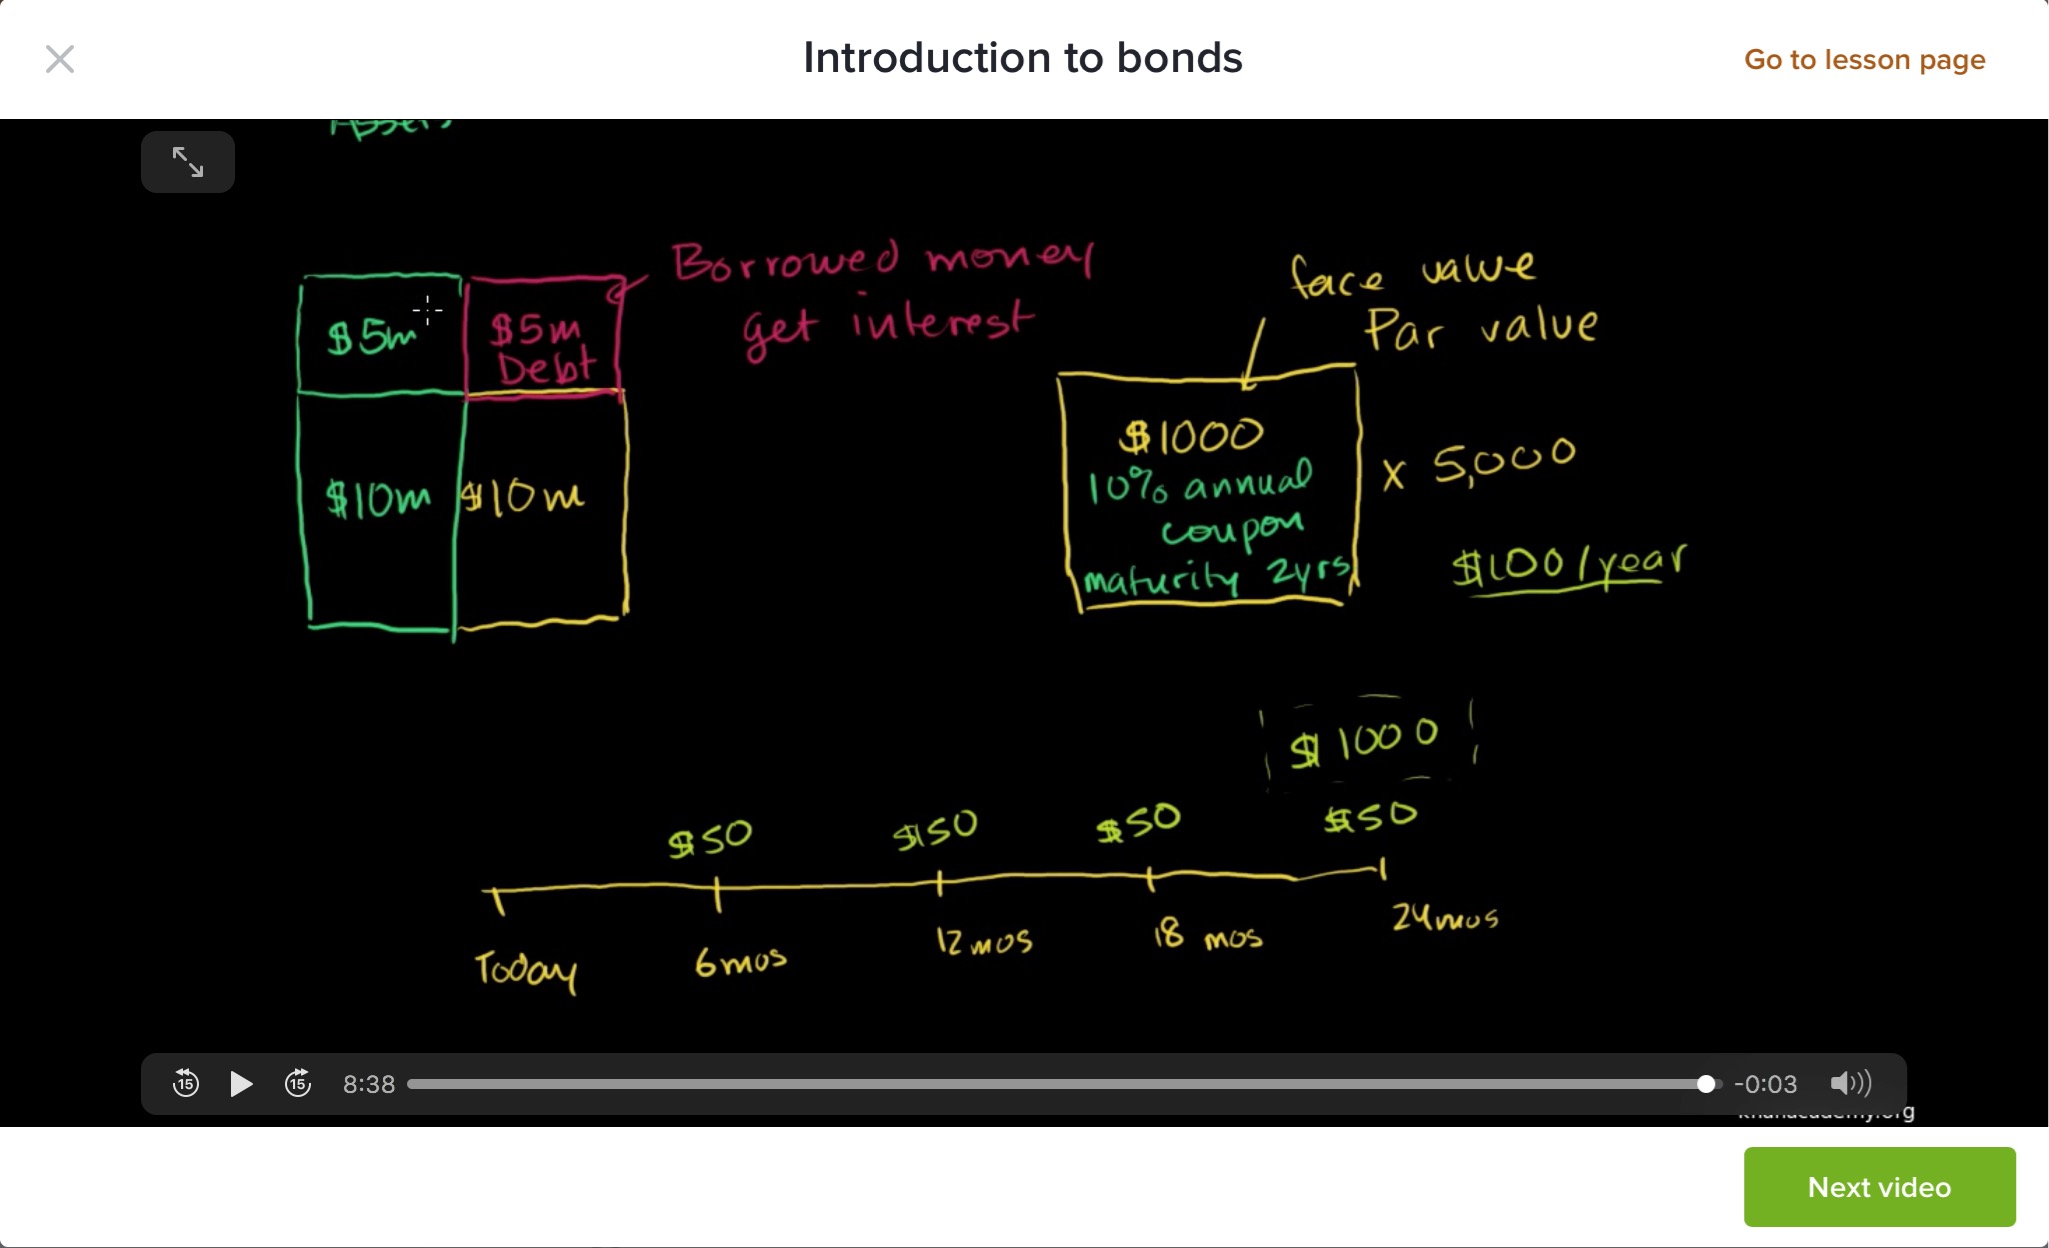 Introduction to bonds
Go to lesson page
Assets
Borrowed money
get interest
$5m
$5m
Debt
$10m
$10m
face value
Par value
$1000
10% annual
coupon
maturity 2yrs
x 5,000
$100/year
$1000
$50
$50
$50
$50
Today
6mos
12mos
18 mos
24mos
15
15
8:38
-0:03
khanacademy.org
Next video